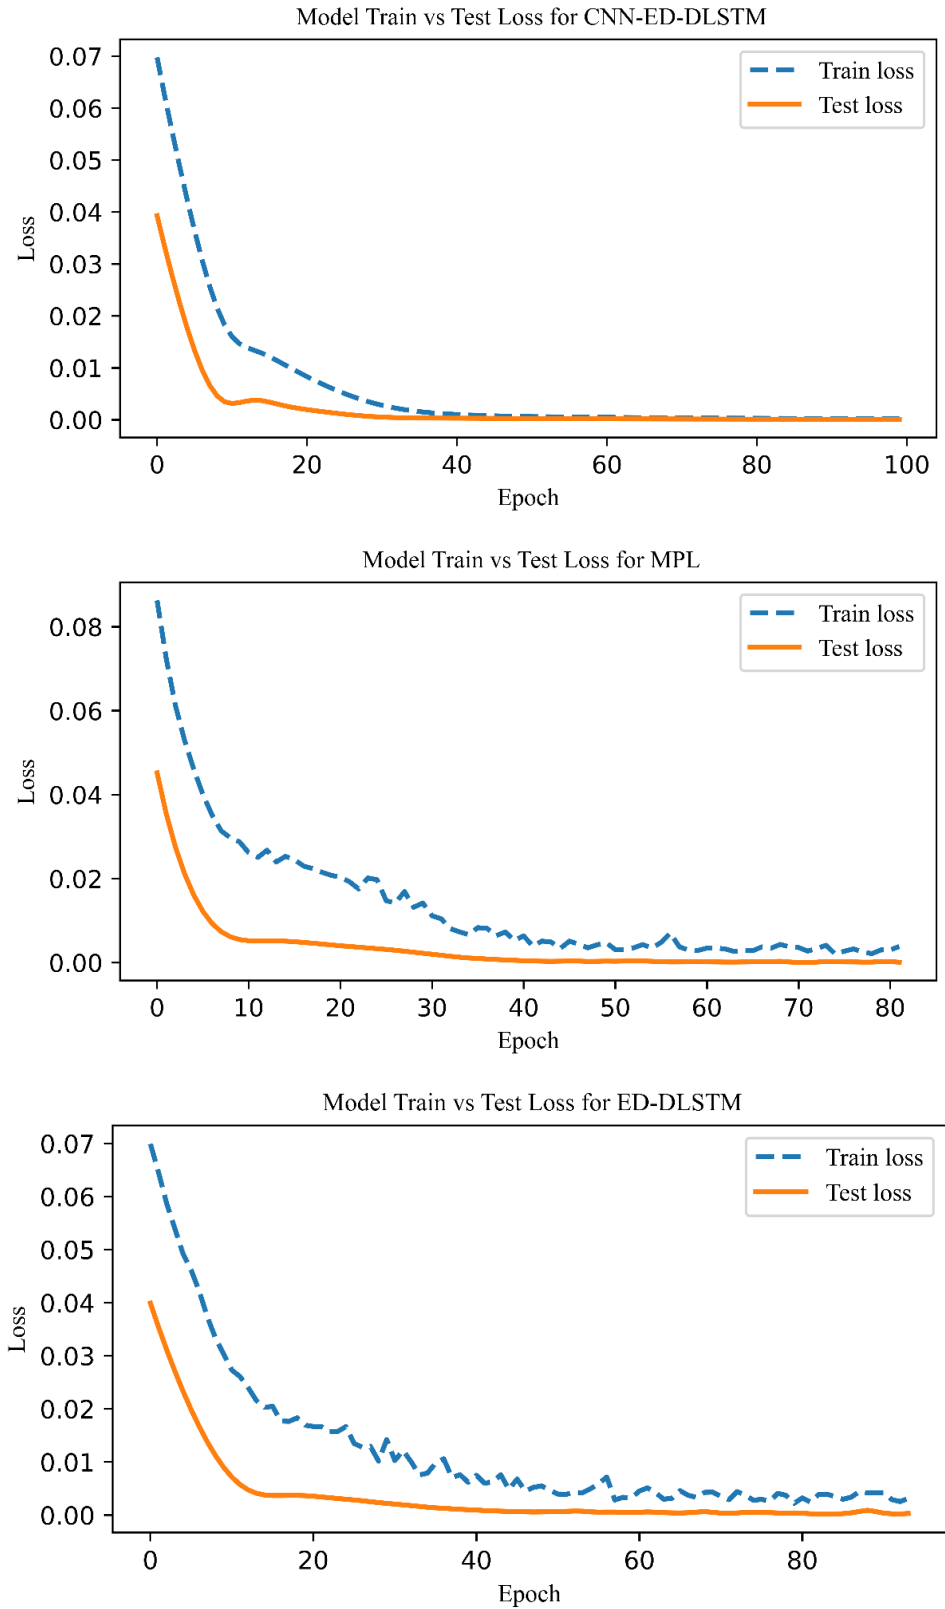 Model Train vs Test Loss for CNN-ED-DLSTM
Train loss
Test loss
0.07
0.06
0.05
0.04
0.03
0.02
0.01
0.00
Loss
0 20 40 60 80 100
Epoch
Model Train vs Test Loss for MPL
Train loss
Test loss
0.08
0.06
0.04
0.02
0.00
Loss
0 10 20 30 40 50 60 70 80
Epoch
Model Train vs Test Loss for ED-DLSTM
Train loss
Test loss
0.07
0.06
0.05
0.04
0.03
0.02
0.01
0.00
Loss
0 20 40 60 80
Epoch